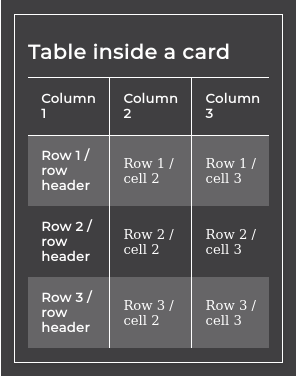 Table inside a card
Column Column Column
1 2 3
Row 1 / row header Row 1 / cell 2 Row 1 / cell 3
Row 2 / row header Row 2 / cell 2 Row 2 / cell 3
Row 3 / row header Row 3 / cell 2 Row 3 / cell 3